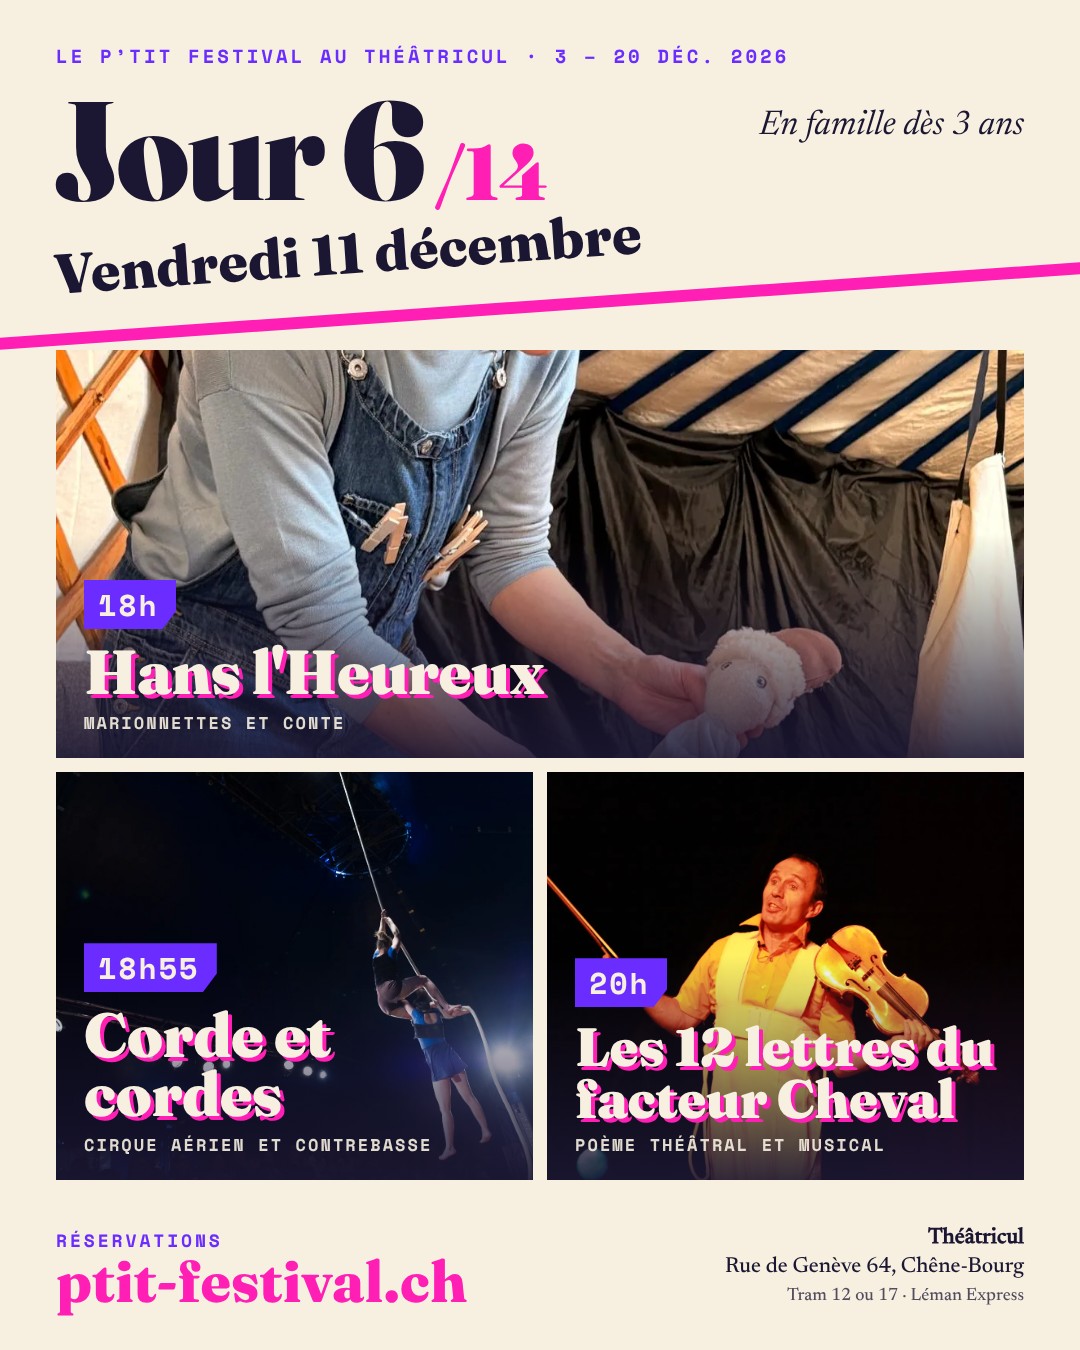 LE P'TIT FESTIVAL AU THÉÂTRICUL · 3 – 20 DÉC. 2026
Jour 6/14
En famille dès 3 ans
Vendredi 11 décembre
18h
Hans l'Heureux
MARIONNETTES ET CONTE
18h55
Corde et
cordes
CIRQUE AÉRIEN ET CONTREBASSE
20h
Les 12 lettres du
facteur Cheval
POÈME THÉÂTRAL ET MUSICAL
RÉSERVATIONS
ptit-festival.ch
Théâtricul
Rue de Genève 64, Chêne-Bourg
Tram 12 ou 17 · Léman Express